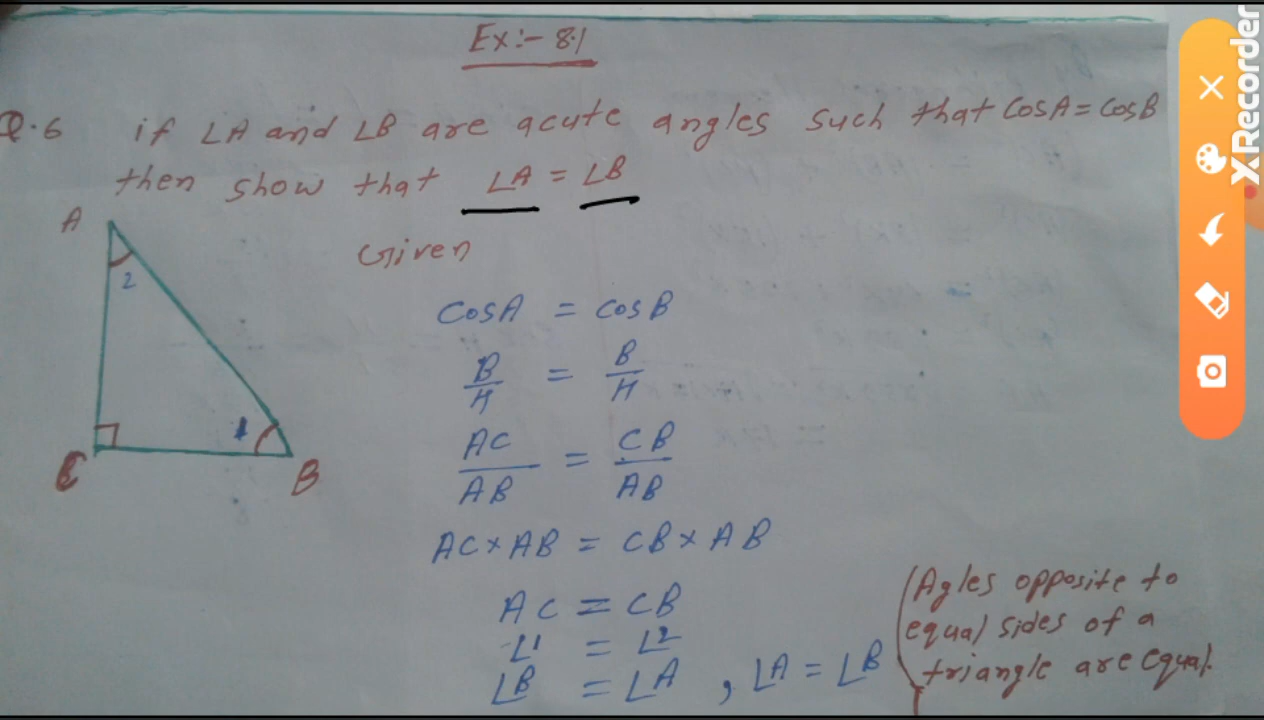 Ex:- 8.1
Q.6 if ∠A and ∠B are acute angles such that CosA = CosB
then show that ∠A = ∠B
A
2
1
C
B
Given
CosA = CosB
B/H = B/H
AC/AB = CB/AB
AC×AB = CB×AB
AC = CB
∠1 = ∠2
∠B = ∠A , ∠A = ∠B
(Agles opposite to
equal sides of a
triangle are equal.
XRecorder